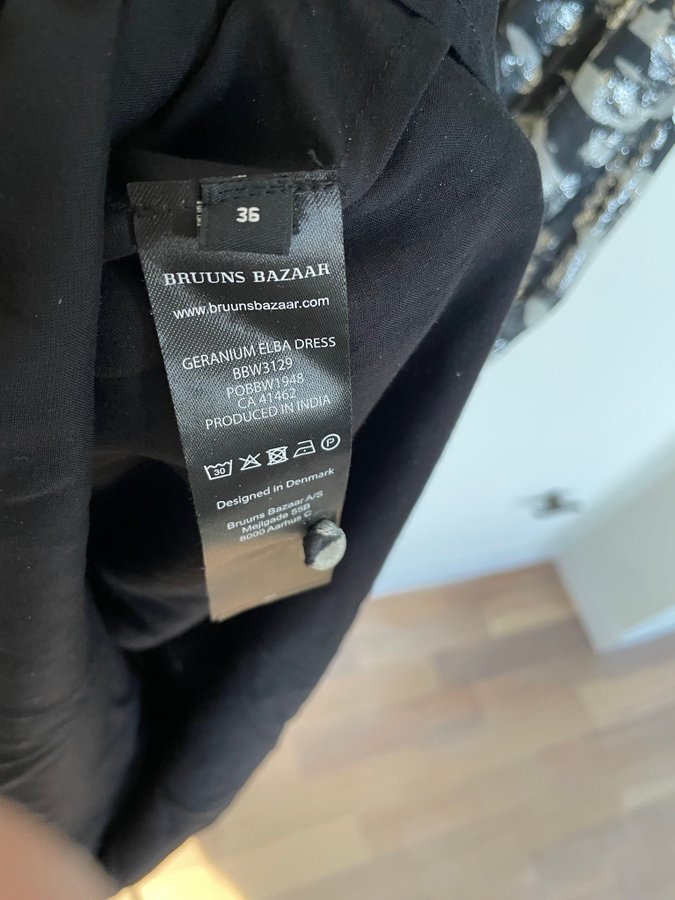 36
BRUUNS BAZAAR
www.bruunsbazaar.com
GERANIUM ELBA DRESS
BBW3129
POBBW1948
CA 41462
PRODUCED IN INDIA
30 P
Designed in Denmark
Bruuns Bazaar A/S
Mejlgade 55B
8000 Aarhus C